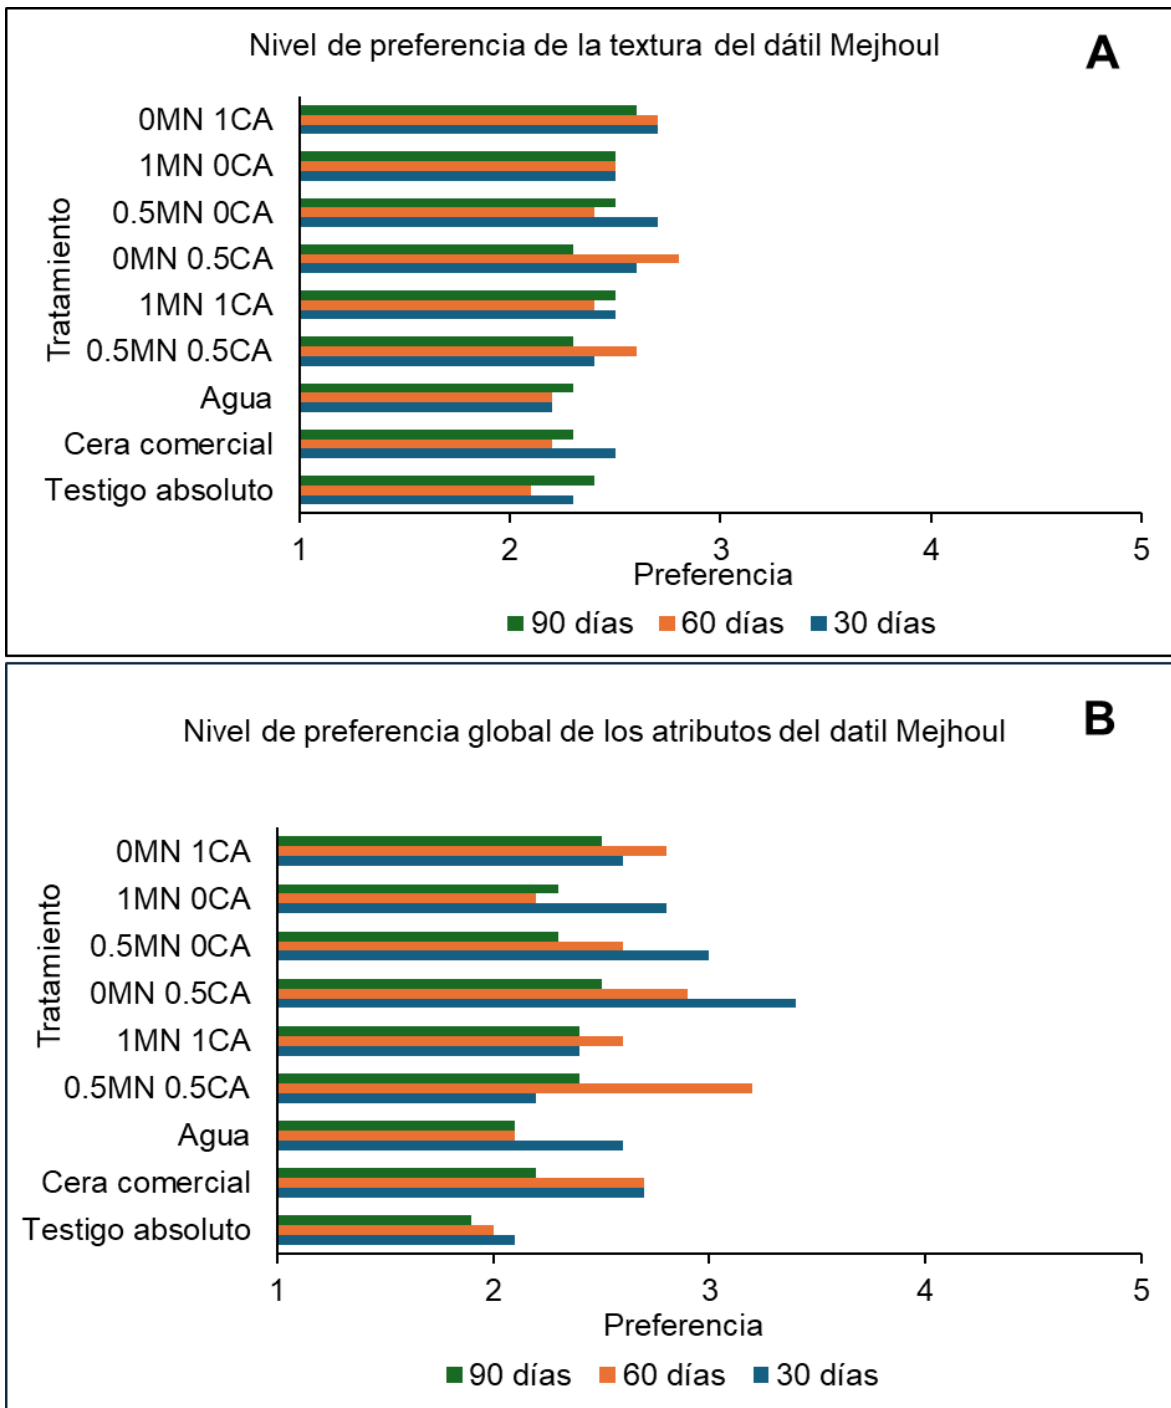 Nivel de preferencia de la textura del dátil Mejhoul
A
Tratamiento
0MN 1CA
1MN 0CA
0.5MN 0CA
0MN 0.5CA
1MN 1CA
0.5MN 0.5CA
Agua
Cera comercial
Testigo absoluto
1 2 3 4 5
Preferencia
90 días 60 días 30 días
B
Nivel de preferencia global de los atributos del datil Mejhoul
Tratamiento
0MN 1CA
1MN 0CA
0.5MN 0CA
0MN 0.5CA
1MN 1CA
0.5MN 0.5CA
Agua
Cera comercial
Testigo absoluto
1 2 3 4 5
Preferencia
90 días 60 días 30 días